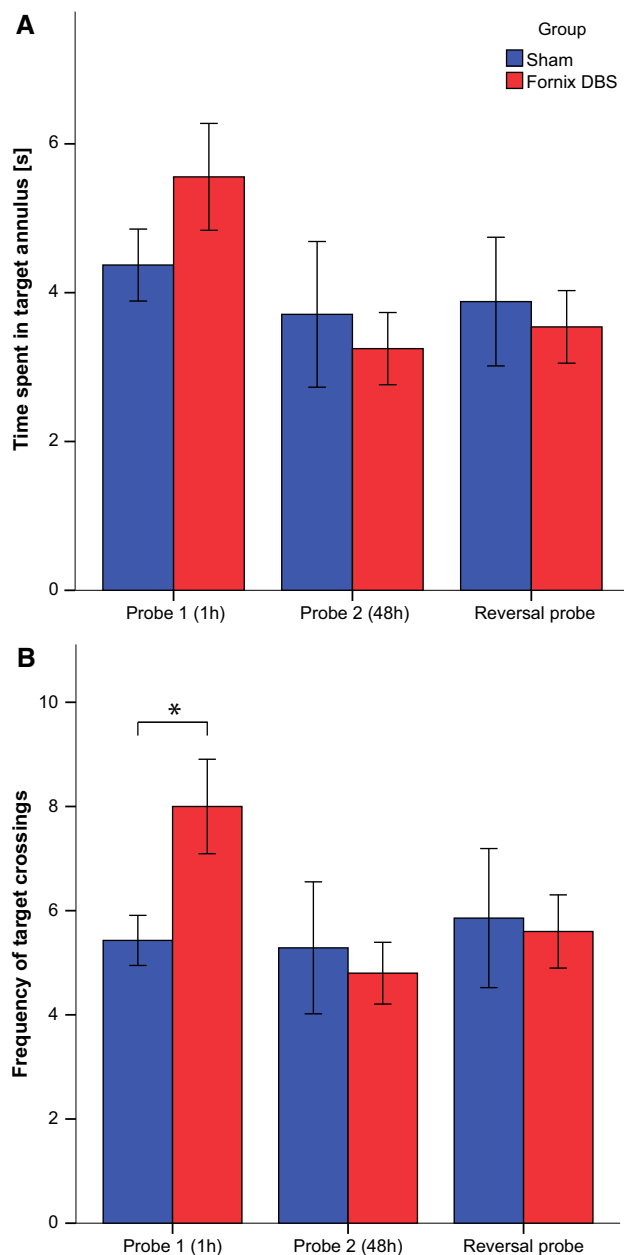 A
Group
Sham
Fornix DBS
Time spent in target annulus [s]
6
4
2
0
Probe 1 (1h) Probe 2 (48h) Reversal probe
B
*
Frequency of target crossings
10
8
6
4
2
0
Probe 1 (1h) Probe 2 (48h) Reversal probe